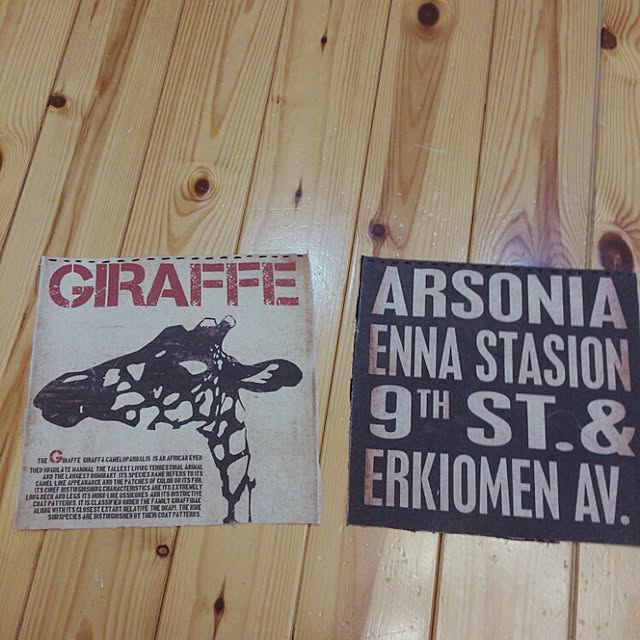 GIRAFFE
THE GIRAFFE GIRAFFA CAMELOPARDALIS IS AN AFRICAN EVEN
TOED UNGULATE MAMMAL THE TALLEST LIVING TERRESTRIAL ANIMAL
AND THE LARGEST RUMINANT. ITS SPECIES NAME REFERS TO ITS
CAMEL LIKE APPEARANCE AND THE PATCHES OF COLOR ON ITS FUR
ITS CHIEF DISTINGUISHING CHARACTERISTICS ARE ITS EXTREMELY
LONG NECK AND LEGS ITS HORN LIKE OSSICONES AND ITS DISTINCTIVE
COAT PATTERNS. IT IS CLASSIFIED UNDER THE FAMILY GIRAFFIDAE
ALONG WITH ITS CLOSEST EXTANT RELATIVE THE OKAPI. THE NINE
SUBSPECIES ARE DISTINGUISHED BY THEIR COAT PATTERNS.
ARSONIA
ENNA STASION
9TH ST. &
ERKIOMEN AV.